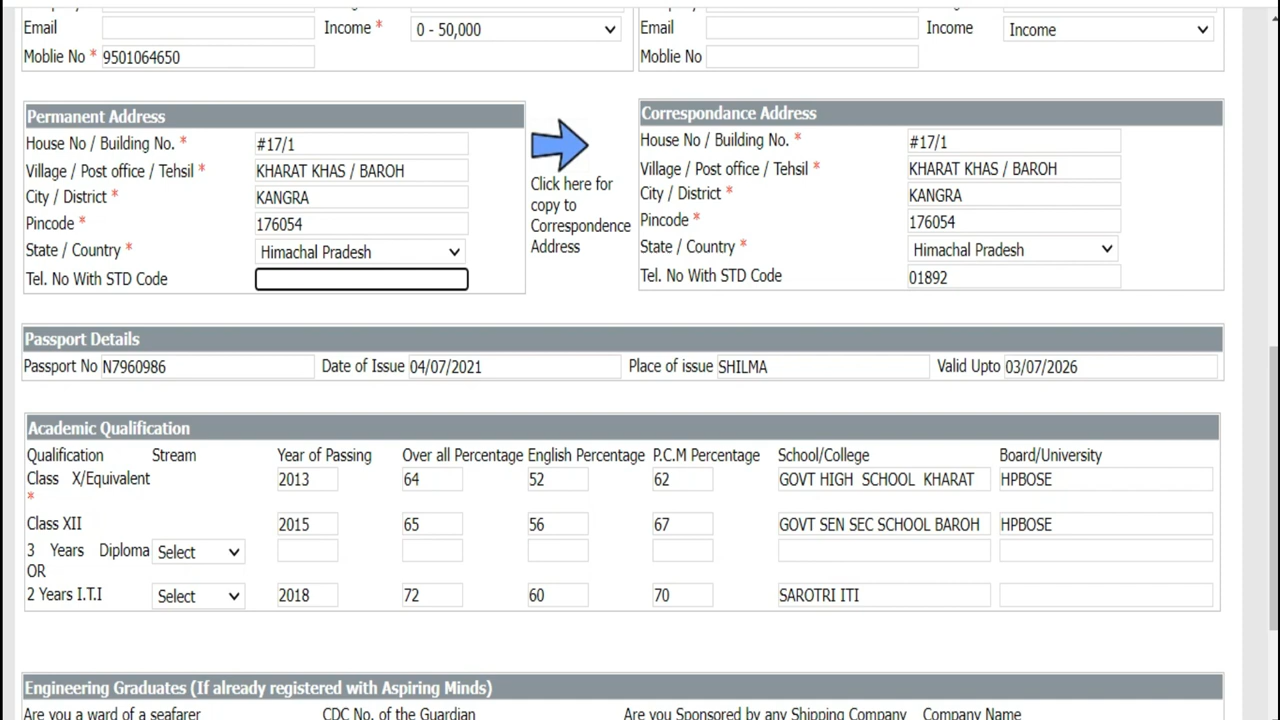 Email Income * 0 - 50,000 Email Income Income
Moblie No * 9501064650 Moblie No
Permanent Address
House No / Building No. * #17/1
Village / Post office / Tehsil * KHARAT KHAS / BAROH
City / District * KANGRA
Pincode * 176054
State / Country * Himachal Pradesh
Tel. No With STD Code
Click here for
copy to
Correspondence
Address
Correspondance Address
House No / Building No. * #17/1
Village / Post office / Tehsil * KHARAT KHAS / BAROH
City / District * KANGRA
Pincode * 176054
State / Country * Himachal Pradesh
Tel. No With STD Code 01892
Passport Details
Passport No N7960986 Date of Issue 04/07/2021 Place of issue SHILMA Valid Upto 03/07/2026
Academic Qualification
Qualification Stream Year of Passing Over all Percentage English Percentage P.C.M Percentage School/College Board/University
Class X/Equivalent 2013 64 52 62 GOVT HIGH SCHOOL KHARAT HPBOSE
*
Class XII 2015 65 56 67 GOVT SEN SEC SCHOOL BAROH HPBOSE
3 Years Diploma Select
OR
2 Years I.T.I Select 2018 72 60 70 SAROTRI ITI
Engineering Graduates (If already registered with Aspiring Minds)
Are you a ward of a seafarer CDC No. of the Guardian Are you Sponsored by any Shipping Company Company Name